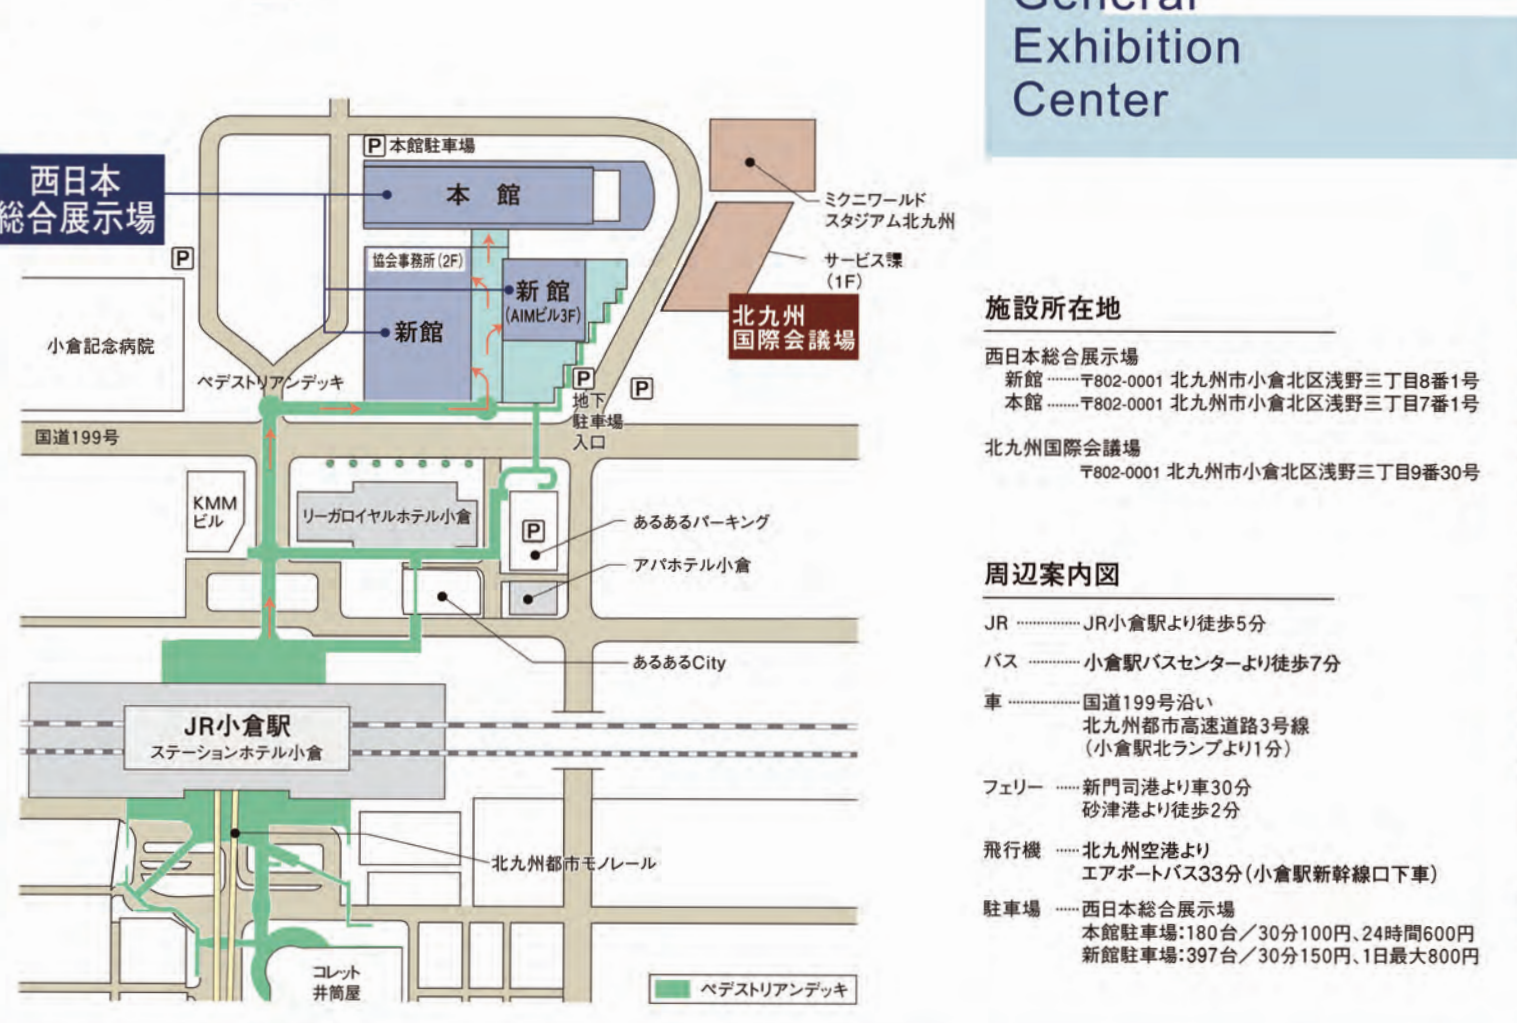 General
Exhibition
Center
西日本
総合展示場
P 本館駐車場
本 館
P
協会事務所(2F)
新館
(AIMビル3F)
新館
ミクニワールド
スタジアム北九州
サービス課
(1F)
北九州
国際会議場
小倉記念病院
ペデストリアンデッキ
P
地下
駐車場
入口
P
国道199号
KMM
ビル
リーガロイヤルホテル小倉
P
あるあるパーキング
アパホテル小倉
あるあるCity
JR小倉駅
ステーションホテル小倉
北九州都市モノレール
コレット
井筒屋
ペデストリアンデッキ
施設所在地
西日本総合展示場
新館……〒802-0001 北九州市小倉北区浅野三丁目8番1号
本館……〒802-0001 北九州市小倉北区浅野三丁目7番1号
北九州国際会議場
〒802-0001 北九州市小倉北区浅野三丁目9番30号
周辺案内図
JR ……………JR小倉駅より徒歩5分
バス …………小倉駅バスセンターより徒歩7分
車 ……………国道199号沿い
北九州都市高速道路3号線
(小倉駅北ランプより1分)
フェリー ……新門司港より車30分
砂津港より徒歩2分
飛行機 ……北九州空港より
エアポートバス33分(小倉駅新幹線口下車)
駐車場 ……西日本総合展示場
本館駐車場:180台／30分100円、24時間600円
新館駐車場:397台／30分150円、1日最大800円